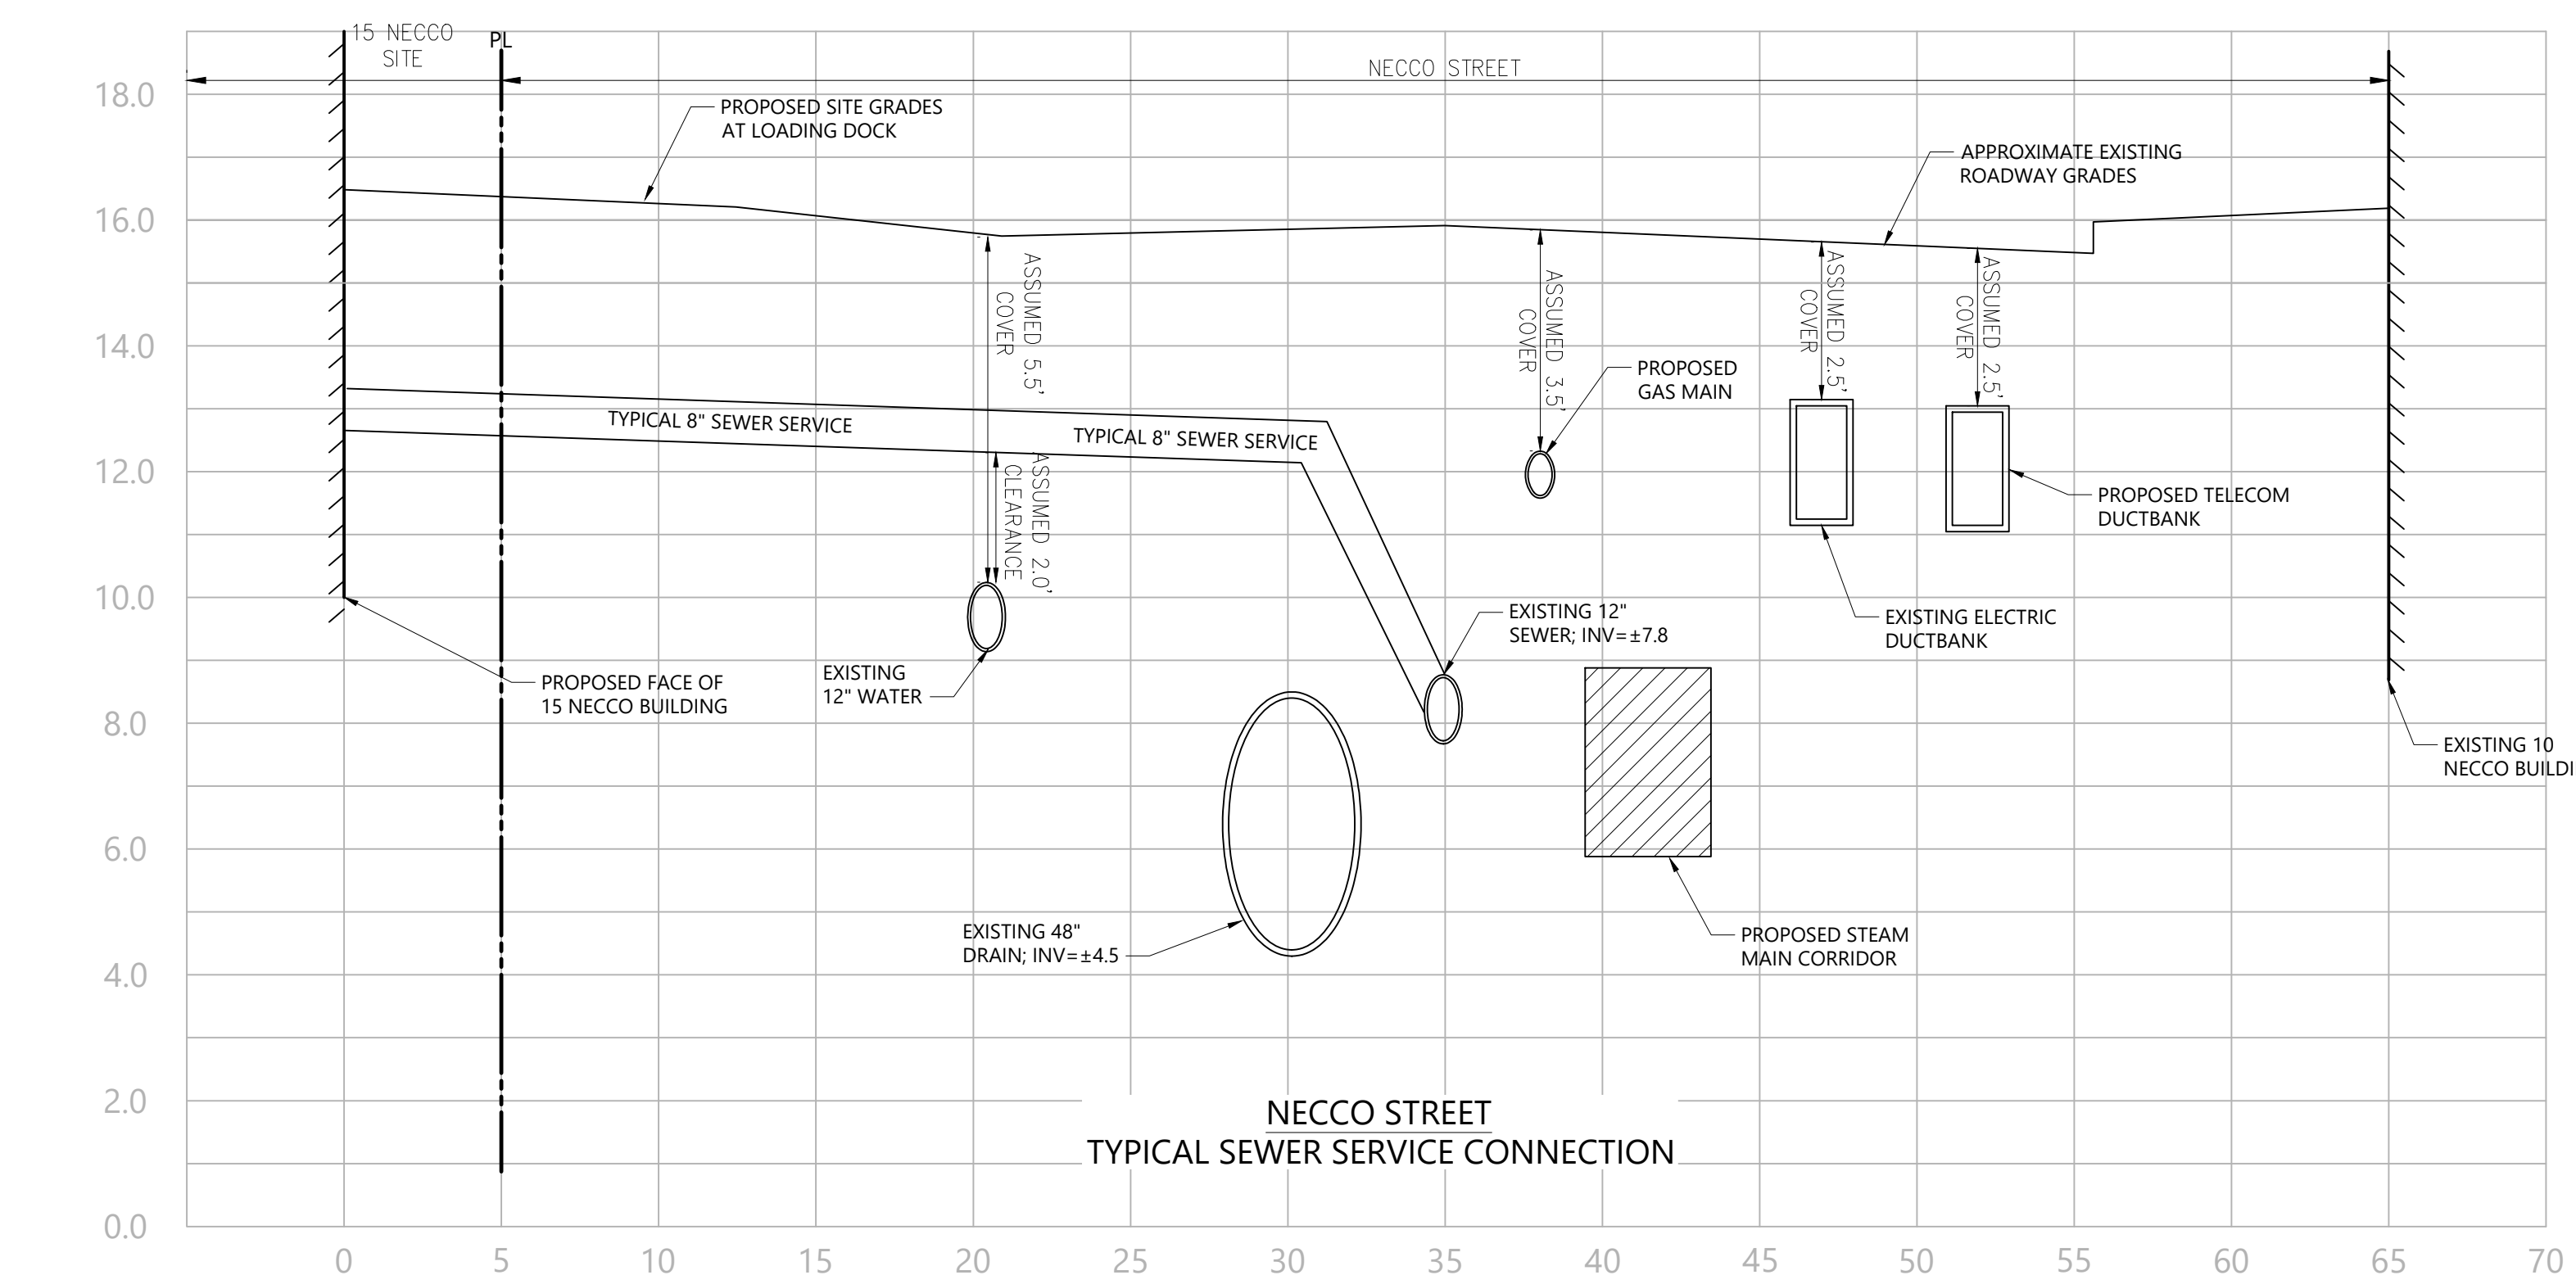 15 NECCO
SITE
PL
NECCO STREET
18.0
PROPOSED SITE GRADES
AT LOADING DOCK
APPROXIMATE EXISTING
ROADWAY GRADES
16.0
ASSUMED 5.5'
COVER
ASSUMED 3.5'
COVER
ASSUMED 2.5'
COVER
ASSUMED 2.5'
COVER
14.0
PROPOSED
GAS MAIN
TYPICAL 8" SEWER SERVICE
TYPICAL 8" SEWER SERVICE
12.0
ASSUMED 2.0'
CLEARANCE
PROPOSED TELECOM
DUCTBANK
10.0
EXISTING 12"
SEWER; INV=±7.8
EXISTING ELECTRIC
DUCTBANK
EXISTING
12" WATER
PROPOSED FACE OF
15 NECCO BUILDING
8.0
EXISTING 10
NECCO BUILDI
6.0
EXISTING 48"
DRAIN; INV=±4.5
PROPOSED STEAM
MAIN CORRIDOR
4.0
2.0
NECCO STREET
TYPICAL SEWER SERVICE CONNECTION
0.0
0 5 10 15 20 25 30 35 40 45 50 55 60 65 70